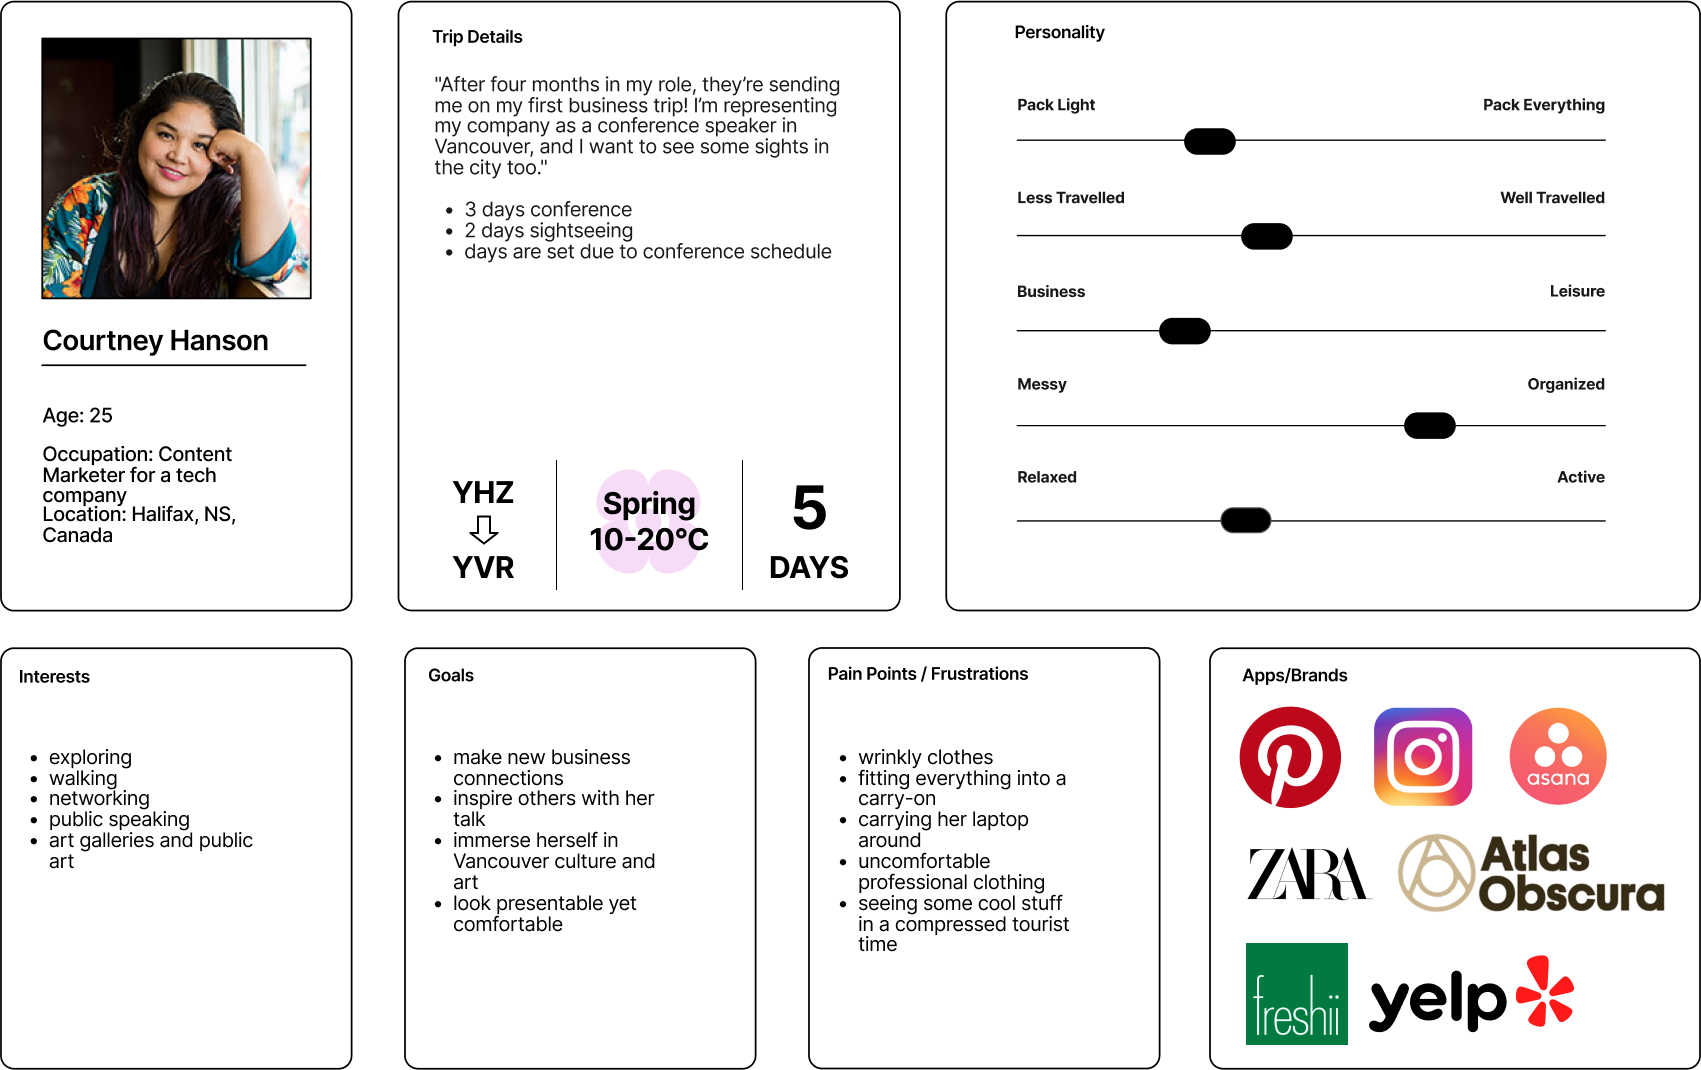 Courtney Hanson
Age: 25
Occupation: Content
Marketer for a tech
company
Location: Halifax, NS,
Canada
Trip Details
"After four months in my role, they’re sending
me on my first business trip! I’m representing
my company as a conference speaker in
Vancouver, and I want to see some sights in
the city too."
• 3 days conference
• 2 days sightseeing
• days are set due to conference schedule
YHZ
YVR
Spring
10-20°C
5
DAYS
Personality
Pack Light Pack Everything
Less Travelled Well Travelled
Business Leisure
Messy Organized
Relaxed Active
Interests
• exploring
• walking
• networking
• public speaking
• art galleries and public
art
Goals
• make new business
connections
• inspire others with her
talk
• immerse herself in
Vancouver culture and
art
• look presentable yet
comfortable
Pain Points / Frustrations
• wrinkly clothes
• fitting everything into a
carry-on
• carrying her laptop
around
• uncomfortable
professional clothing
• seeing some cool stuff
in a compressed tourist
time
Apps/Brands
asana
ZARA
Atlas
Obscura
freshii
yelp